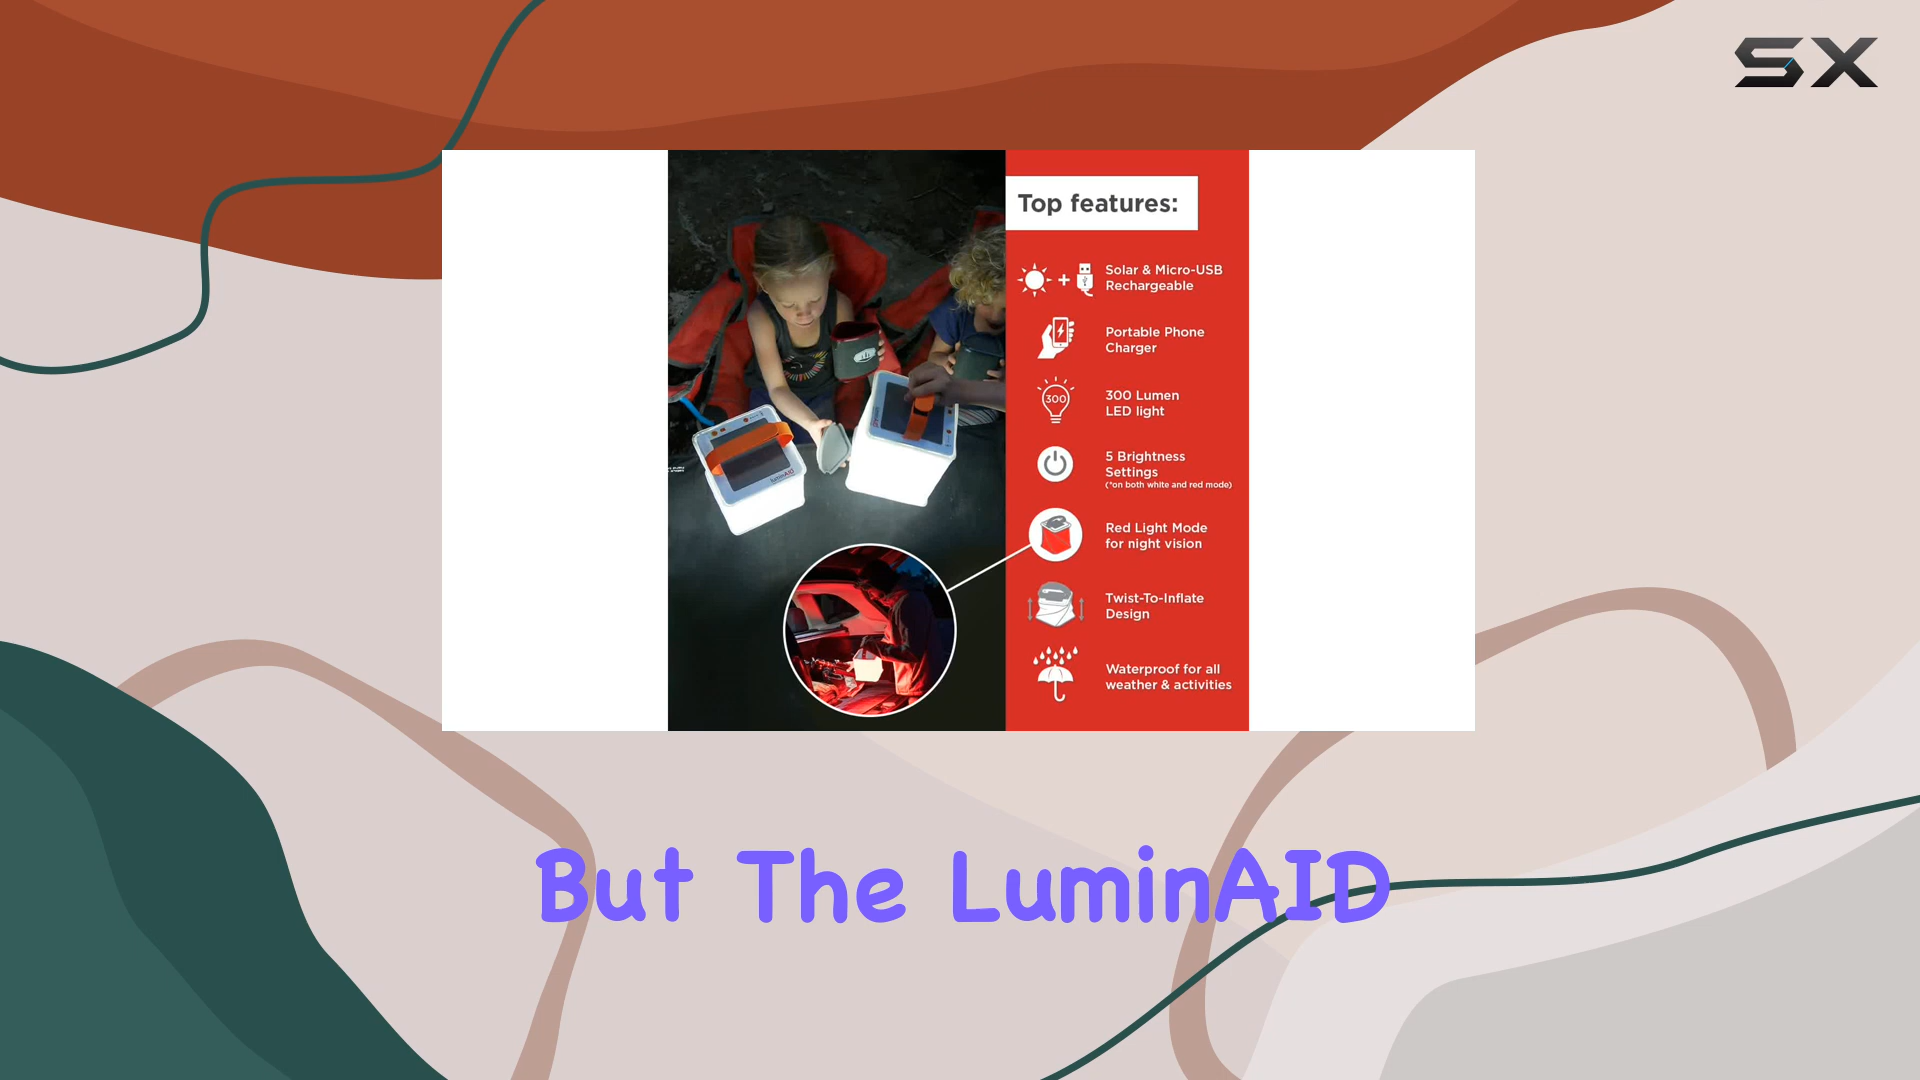 SX
Top features:
Solar & Micro-USB
Rechargeable
Portable Phone
Charger
300
300 Lumen
LED light
5 Brightness
Settings
(*on both white and red mode)
Red Light Mode
for night vision
Twist-To-Inflate
Design
Waterproof for all
weather & activities
luminAID
But The LuminAID